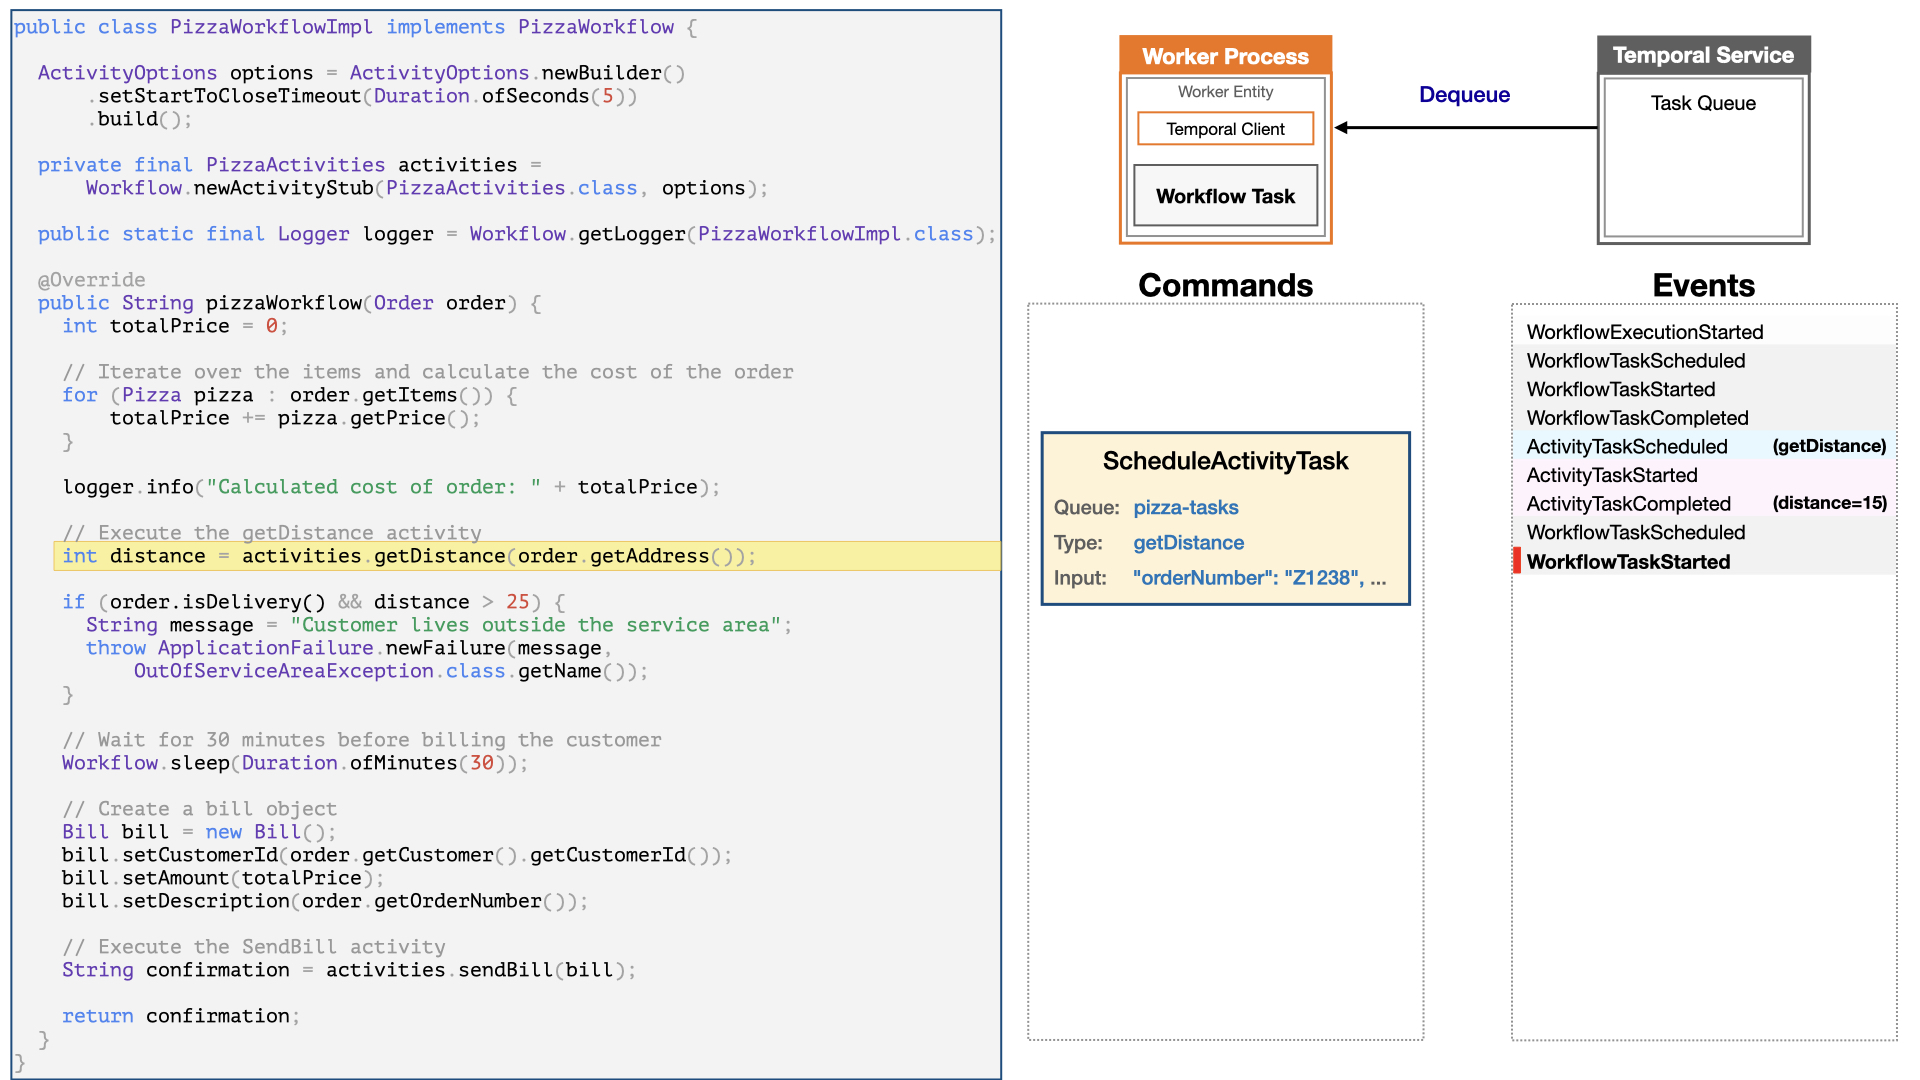 public class PizzaWorkflowImpl implements PizzaWorkflow {
ActivityOptions options = ActivityOptions.newBuilder()
.setStartToCloseTimeout(Duration.ofSeconds(5))
.build();
private final PizzaActivities activities =
Workflow.newActivityStub(PizzaActivities.class, options);
public static final Logger logger = Workflow.getLogger(PizzaWorkflowImpl.class);
@Override
public String pizzaWorkflow(Order order) {
int totalPrice = 0;
// Iterate over the items and calculate the cost of the order
for (Pizza pizza : order.getItems()) {
totalPrice += pizza.getPrice();
}
logger.info("Calculated cost of order: " + totalPrice);
// Execute the getDistance activity
int distance = activities.getDistance(order.getAddress());
if (order.isDelivery() && distance > 25) {
String message = "Customer lives outside the service area";
throw ApplicationFailure.newFailure(message,
OutOfServiceAreaException.class.getName());
}
// Wait for 30 minutes before billing the customer
Workflow.sleep(Duration.ofMinutes(30));
// Create a bill object
Bill bill = new Bill();
bill.setCustomerId(order.getCustomer().getCustomerId());
bill.setAmount(totalPrice);
bill.setDescription(order.getOrderNumber());
// Execute the SendBill activity
String confirmation = activities.sendBill(bill);
return confirmation;
}
}
Worker Process
Worker Entity
Temporal Client
Workflow Task
Dequeue
Temporal Service
Task Queue
Commands
ScheduleActivityTask
Queue: pizza-tasks
Type: getDistance
Input: "orderNumber": "Z1238", ...
Events
WorkflowExecutionStarted
WorkflowTaskScheduled
WorkflowTaskStarted
WorkflowTaskCompleted
ActivityTaskScheduled (getDistance)
ActivityTaskStarted
ActivityTaskCompleted (distance=15)
WorkflowTaskScheduled
WorkflowTaskStarted